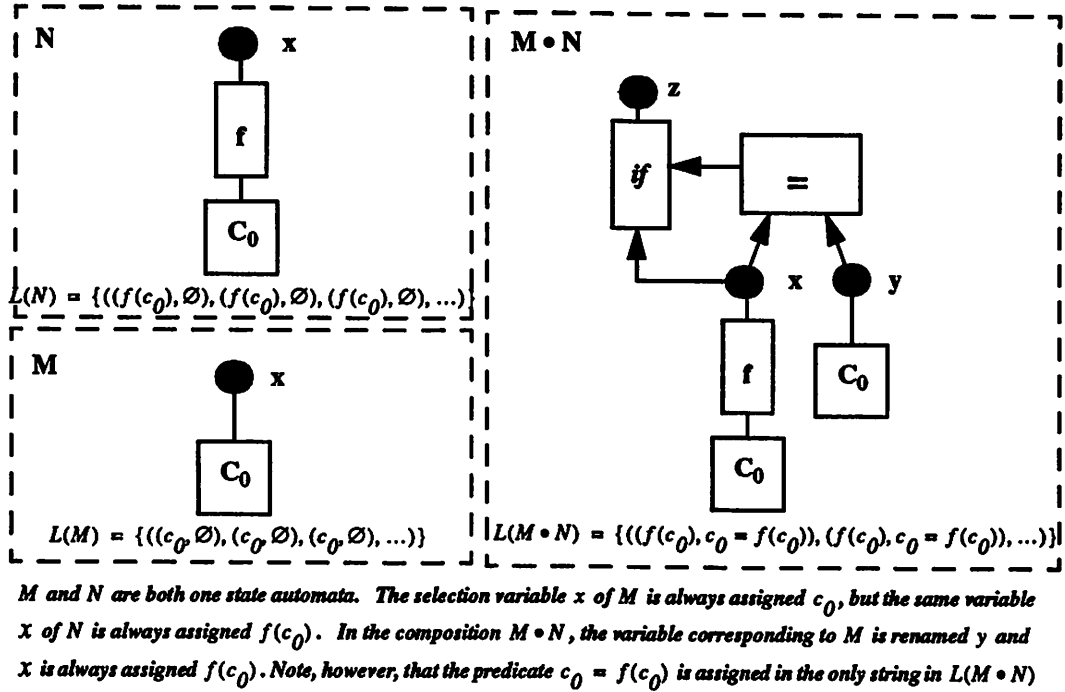 N
x
f
C₀
L(N) = {((f(c₀),∅),(f(c₀),∅),(f(c₀),∅),...)}
M
x
C₀
L(M) = {((c₀,∅),(c₀,∅),(c₀,∅),...)}
M • N
z
if
=
x
y
f
C₀
C₀
L(M • N) = {((f(c₀),c₀ = f(c₀)),(f(c₀),c₀ = f(c₀)),...)}
M and N are both one state automata. The selection variable x of M is always assigned c₀, but the same variable
x of N is always assigned f(c₀). In the composition M • N, the variable corresponding to M is renamed y and
x is always assigned f(c₀). Note, however, that the predicate c₀ = f(c₀) is assigned in the only string in L(M • N)